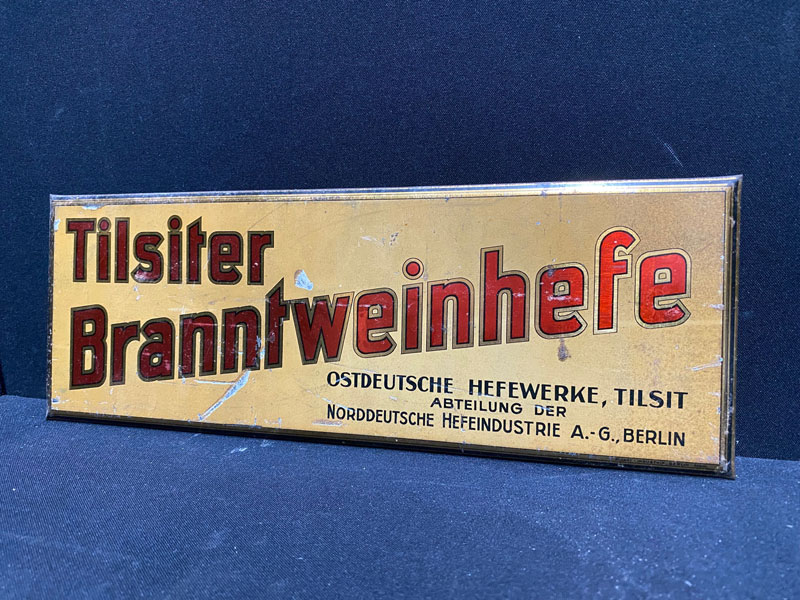 Tilsiter
Branntweinhefe
OSTDEUTSCHE HEFEWERKE, TILSIT
ABTEILUNG DER
NORDDEUTSCHE HEFEINDUSTRIE A.-G., BERLIN